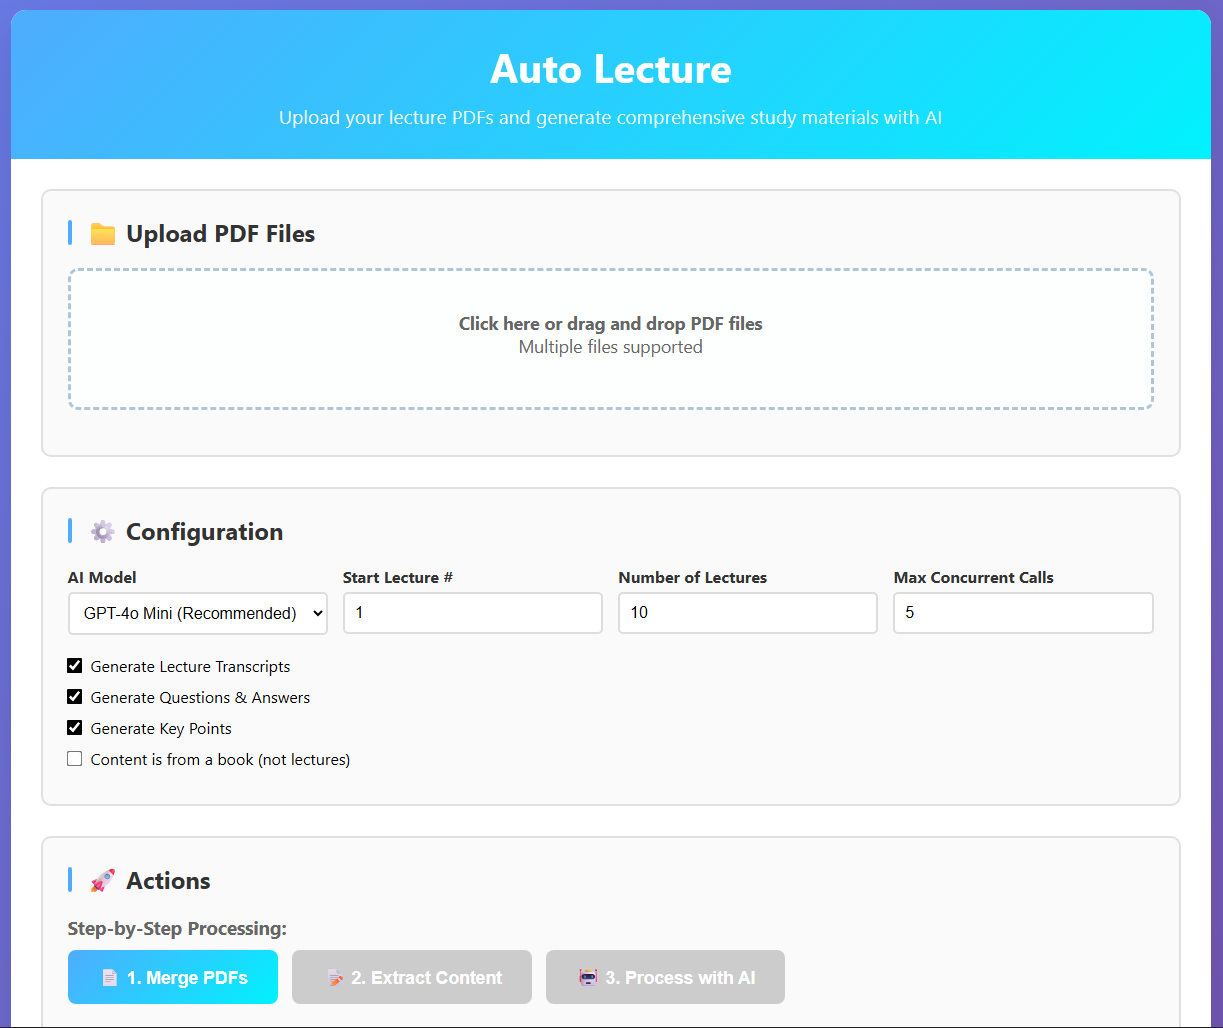 Auto Lecture
Upload your lecture PDFs and generate comprehensive study materials with AI
Upload PDF Files
Click here or drag and drop PDF files
Multiple files supported
Configuration
AI Model
Start Lecture #
Number of Lectures
Max Concurrent Calls
GPT-4o Mini (Recommended)
1
10
5
Generate Lecture Transcripts
Generate Questions & Answers
Generate Key Points
Content is from a book (not lectures)
Actions
Step-by-Step Processing:
1. Merge PDFs
2. Extract Content
3. Process with AI